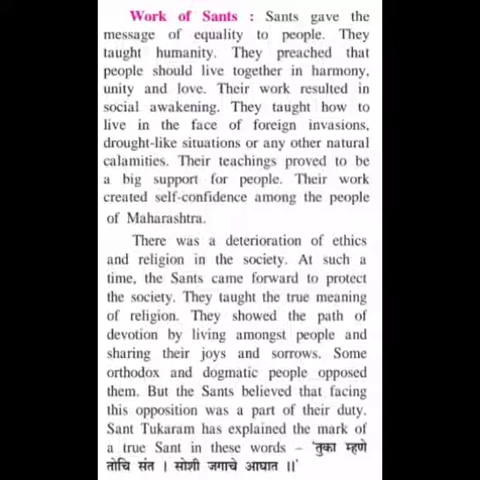 Work of Sants : Sants gave the
message of equality to people. They
taught humanity. They preached that
people should live together in harmony,
unity and love. Their work resulted in
social awakening. They taught how to
live in the face of foreign invasions,
drought-like situations or any other natural
calamities. Their teachings proved to be
a big support for people. Their work
created self-confidence among the people
of Maharashtra.
There was a deterioration of ethics
and religion in the society. At such a
time, the Sants came forward to protect
the society. They taught the true meaning
of religion. They showed the path of
devotion by living amongst people and
sharing their joys and sorrows. Some
orthodox and dogmatic people opposed
them. But the Sants believed that facing
this opposition was a part of their duty.
Sant Tukaram has explained the mark of
a true Sant in these words – 'तुका म्हणे
तोचि संत । सोशी जगाचे आघात ।।'